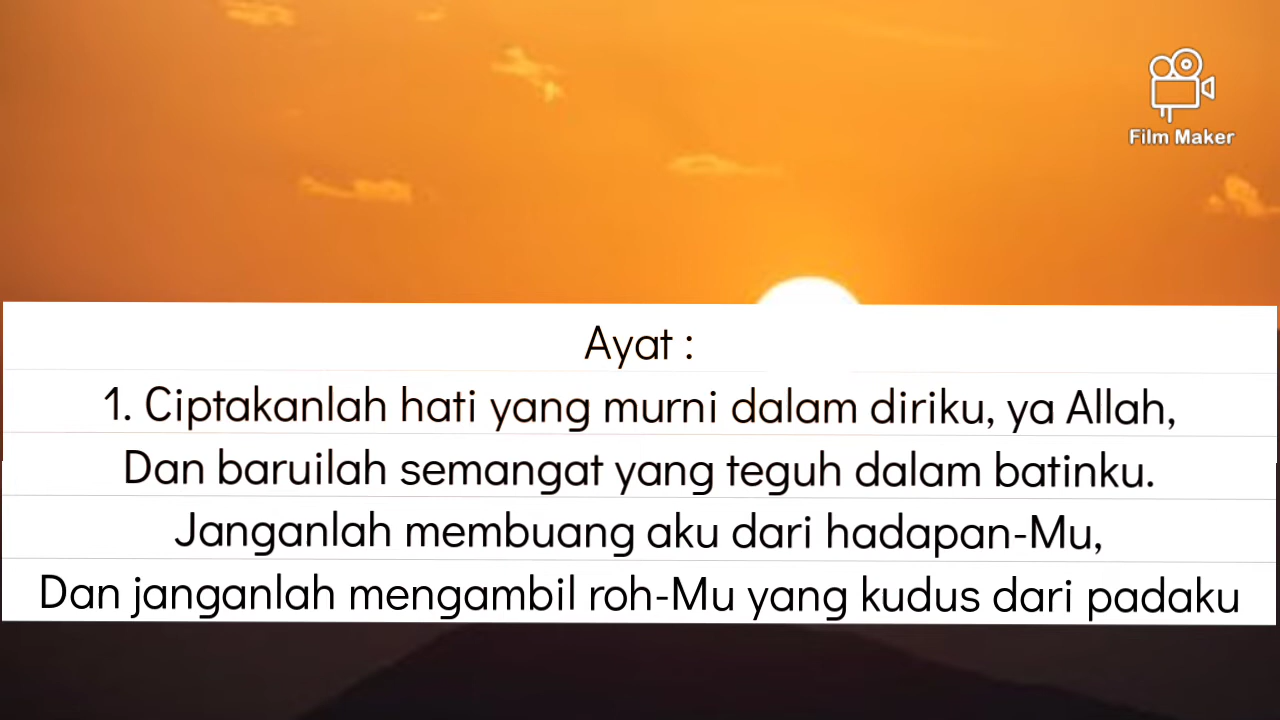 Film Maker
Ayat :
1. Ciptakanlah hati yang murni dalam diriku, ya Allah,
Dan baruilah semangat yang teguh dalam batinku.
Janganlah membuang aku dari hadapan-Mu,
Dan janganlah mengambil roh-Mu yang kudus dari padaku